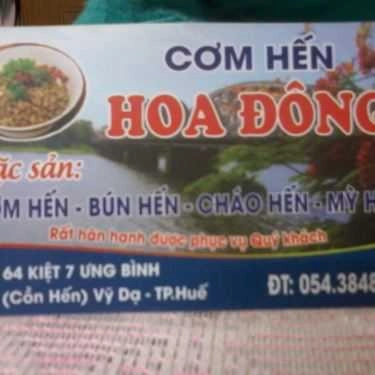 CƠM HẾN
HOA ĐÔNG
ặc sản:
ƠM HẾN - BÚN HẾN - CHÁO HẾN - MỲ H
Rất hân hạnh được phục vụ Quý khách
64 KIỆT 7 ƯNG BÌNH
(Cồn Hến) Vỹ Dạ - TP.Huế
ĐT: 054.3848